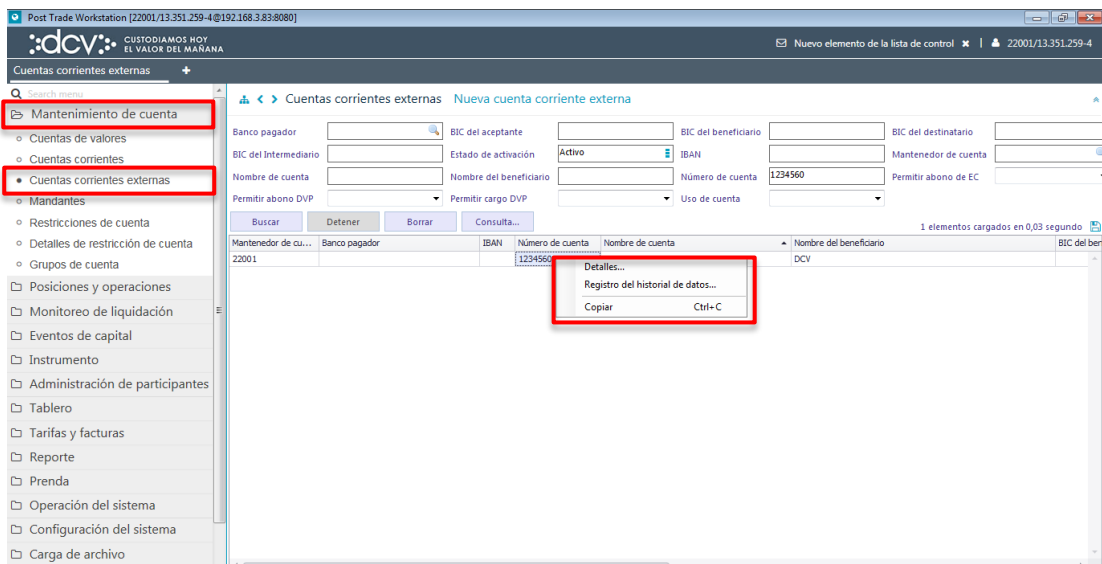 Post Trade Workstation [22001/13.351.259-4@192.168.3.83:8080]
dcv CUSTODIAMOS HOY
EL VALOR DEL MAÑANA
Nuevo elemento de la lista de control 22001/13.351.259-4
Cuentas corrientes externas
Search menu
Mantenimiento de cuenta
Cuentas de valores
Cuentas corrientes
Cuentas corrientes externas
Mandantes
Restricciones de cuenta
Detalles de restricción de cuenta
Grupos de cuenta
Posiciones y operaciones
Monitoreo de liquidación
Eventos de capital
Instrumento
Administración de participantes
Tablero
Tarifas y facturas
Reporte
Prenda
Operación del sistema
Configuración del sistema
Carga de archivo
Cuentas corrientes externas Nueva cuenta corriente externa
Banco pagador BIC del aceptante BIC del beneficiario BIC del destinatario
BIC del Intermediario Estado de activación Activo IBAN Mantenedor de cuenta
Nombre de cuenta Nombre del beneficiario Número de cuenta 1234560 Permitir abono de EC
Permitir abono DVP Permitir cargo DVP Uso de cuenta
Buscar Detener Borrar Consulta...
1 elementos cargados en 0,03 segundo
Mantenedor de cu... Banco pagador IBAN Número de cuenta Nombre de cuenta Nombre del beneficiario BIC del ben
22001 1234560 DCV
Detalles...
Registro del historial de datos...
Copiar Ctrl+C